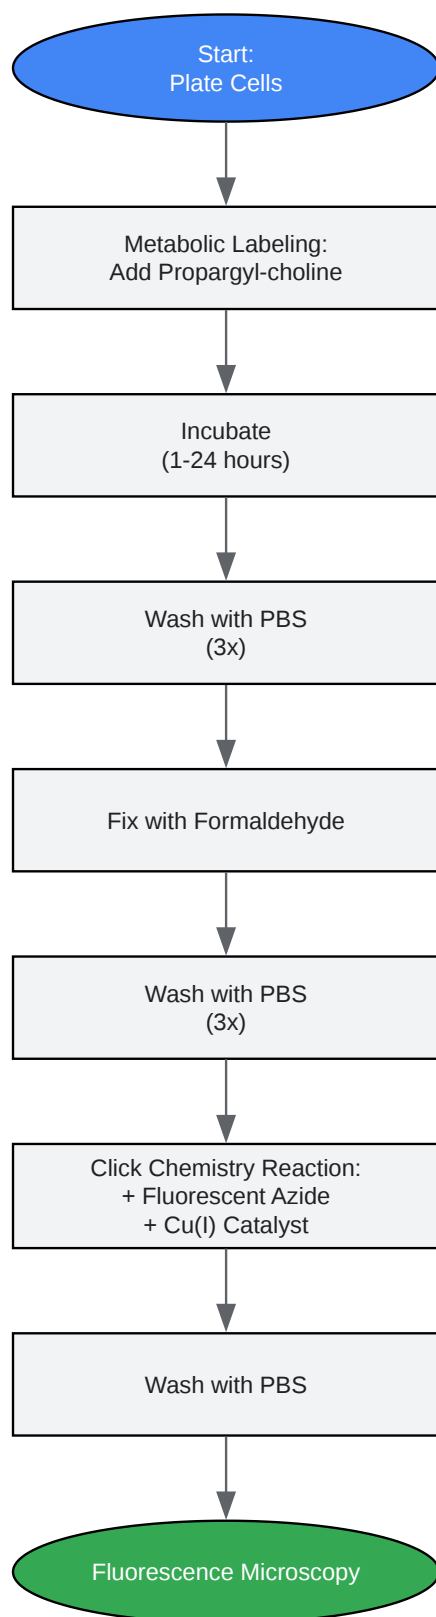 Start:
Plate Cells
Metabolic Labeling:
Add Propargyl-choline
Incubate
(1-24 hours)
Wash with PBS
(3x)
Fix with Formaldehyde
Wash with PBS
(3x)
Click Chemistry Reaction:
+ Fluorescent Azide
+ Cu(I) Catalyst
Wash with PBS
Fluorescence Microscopy